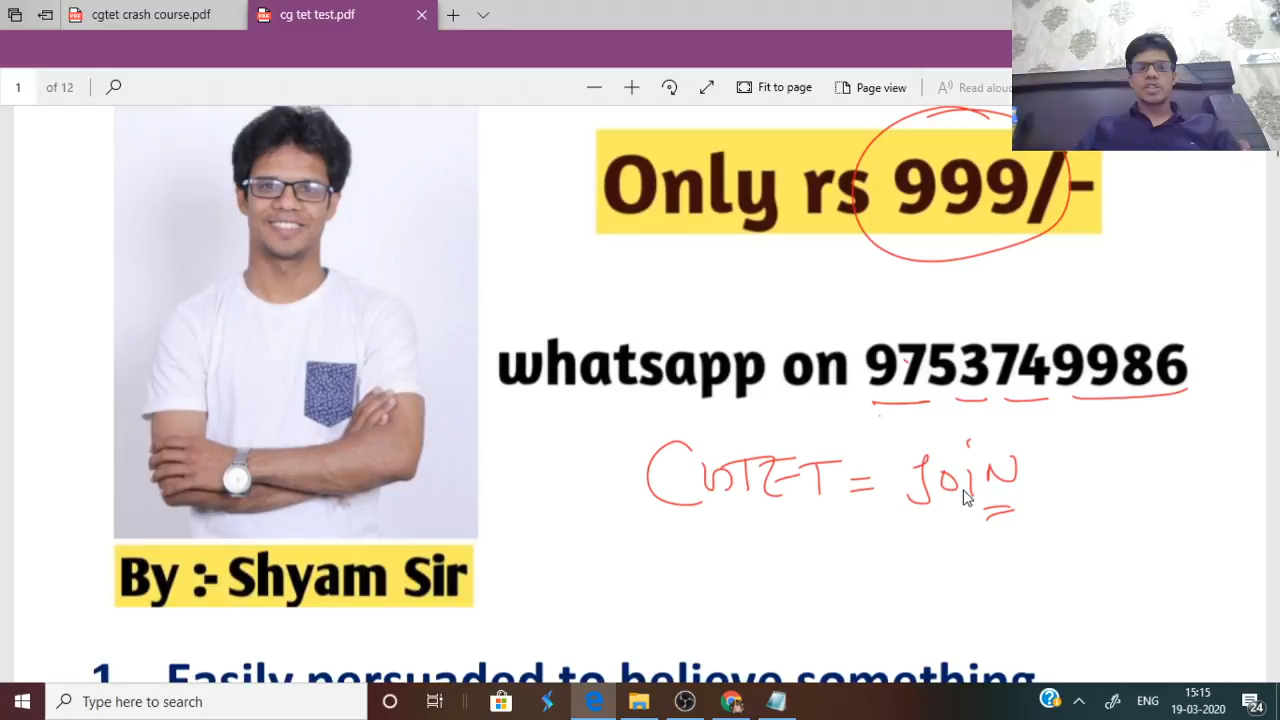 cgtet crash course.pdf
cg tet test.pdf
1 of 12
Fit to page
Page view
Read alou
Only rs 999/-
whatsapp on 9753749986
CGTET = JOiN
By :- Shyam Sir
1. Easily persuaded to believe something
Type here to search
ENG
15:15
19-03-2020
24